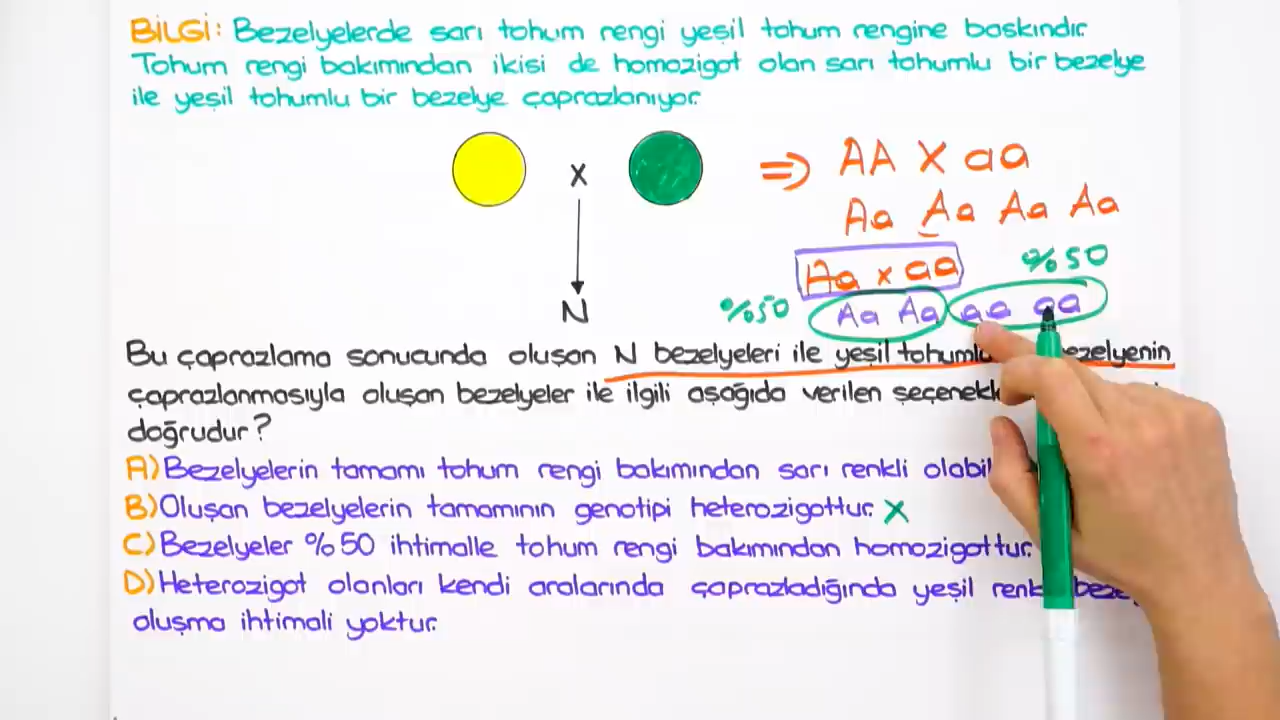 BİLGİ: Bezelyelerde sarı tohum rengi yeşil tohum rengine baskındır.
Tohum rengi bakımından ikisi de homozigot olan sarı tohumlu bir bezelye
ile yeşil tohumlu bir bezelye çaprazlanıyor.
x
N
=> AA X aa
Aa Aa Aa Aa
Aa x aa
%50
%50
Aa Aa aa aa
Bu çaprazlama sonucunda oluşan N bezelyeleri ile yeşil
çaprazlanmasıyla oluşan bezelyeler ile ilgili aşağıda verilen
doğrudur?
A) Bezelyelerin tamamı tohum rengi bakımından sarı renkli
B) Oluşan bezelyelerin tamamının genotipi heterozigottur. X
C) Bezelyeler %50 ihtimalle tohum rengi bakımından homozigottur.
D) Heterozigot olanları kendi aralarında çaprazladığında yeşil
oluşma ihtimali yoktur.